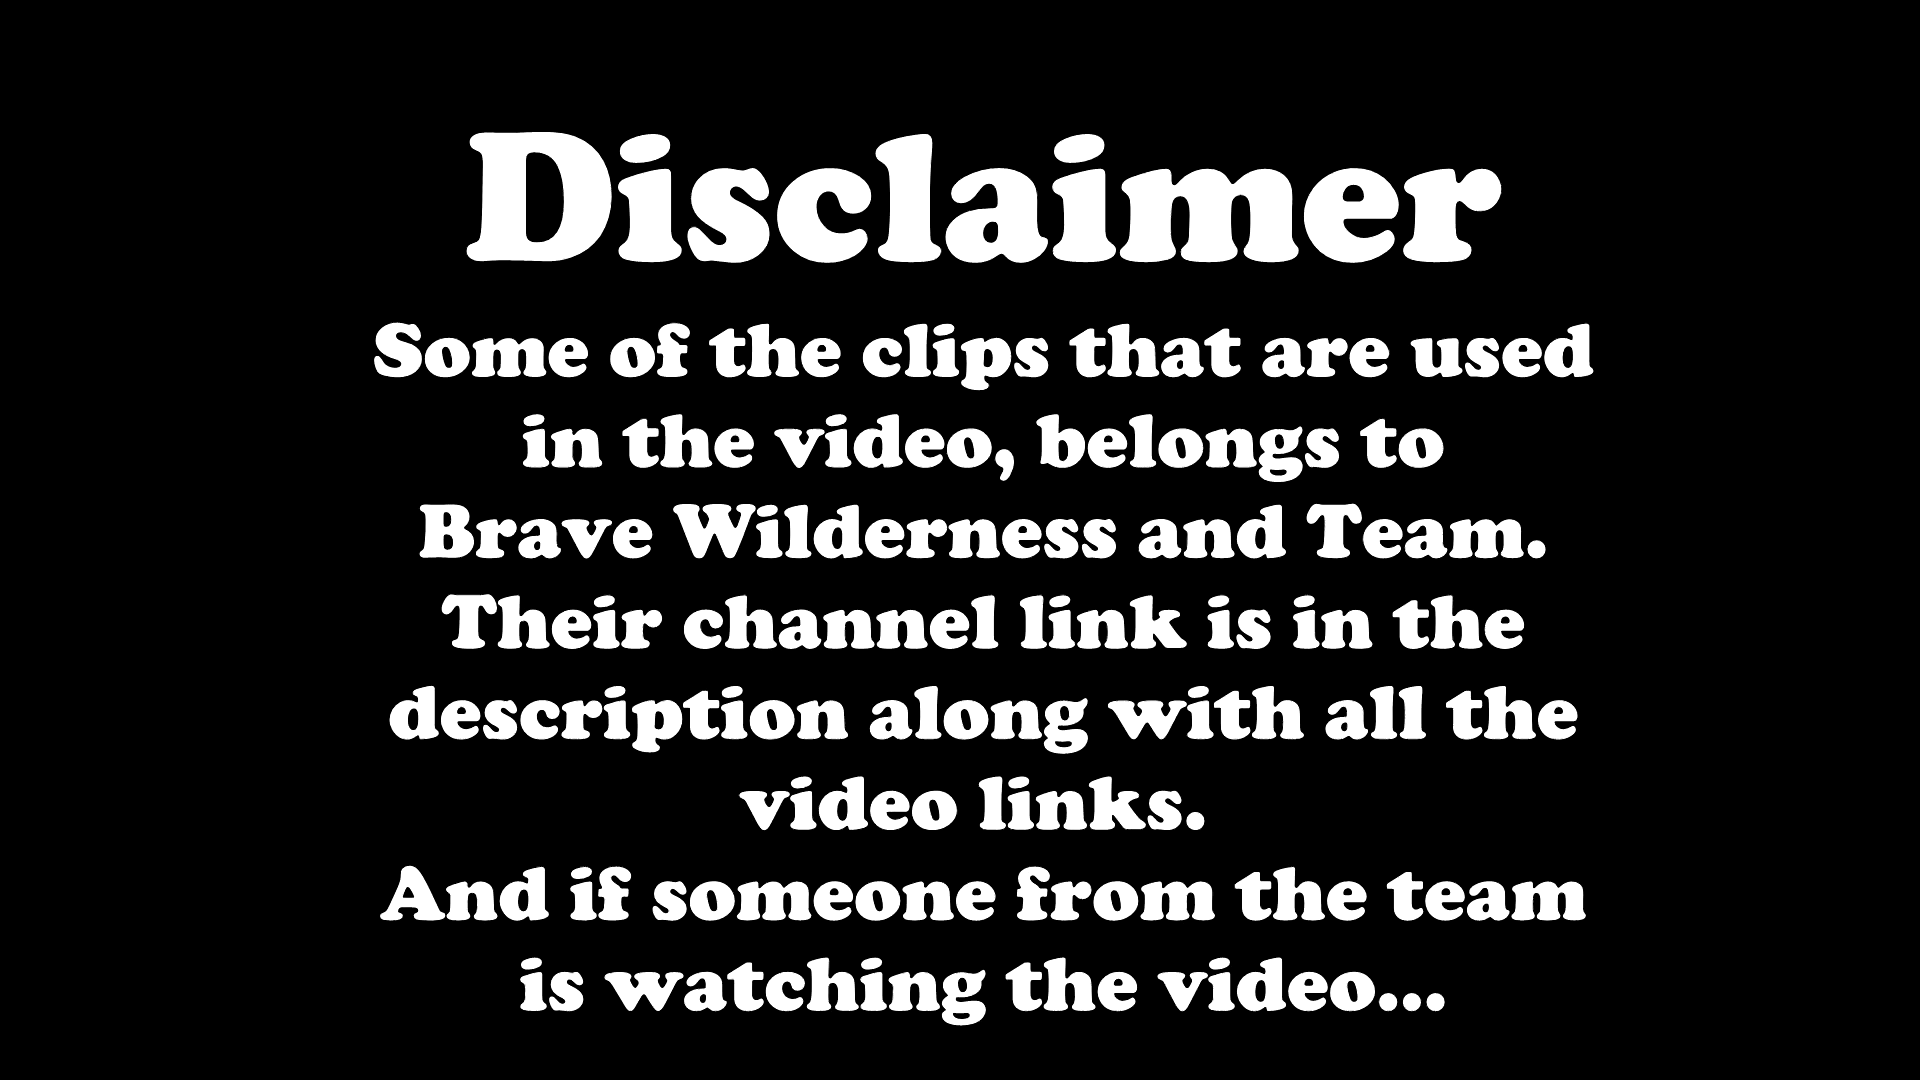 Disclaimer
Some of the clips that are used
in the video, belongs to
Brave Wilderness and Team.
Their channel link is in the
description along with all the
video links.
And if someone from the team
is watching the video...